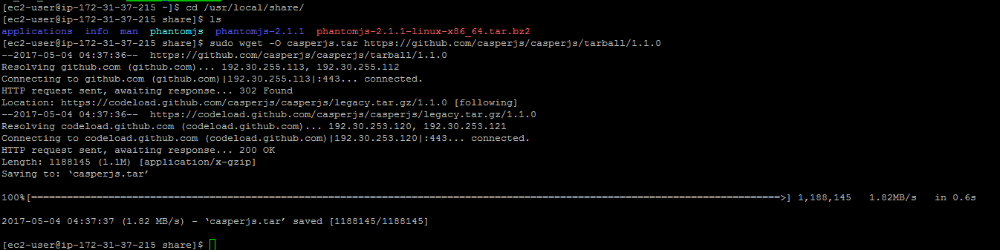 [ec2-user@ip-172-31-37-215 ~]$ cd /usr/local/share/
[ec2-user@ip-172-31-37-215 share]$ ls
applications  info  man  phantomjs  phantomjs-2.1.1  phantomjs-2.1.1-linux-x86_64.tar.bz2
[ec2-user@ip-172-31-37-215 share]$ sudo wget -O casperjs.tar https://github.com/casperjs/casperjs/tarball/1.1.0
--2017-05-04 04:37:36--  https://github.com/casperjs/casperjs/tarball/1.1.0
Resolving github.com (github.com)... 192.30.255.113, 192.30.255.112
Connecting to github.com (github.com)|192.30.255.113|:443... connected.
HTTP request sent, awaiting response... 302 Found
Location: https://codeload.github.com/casperjs/casperjs/legacy.tar.gz/1.1.0 [following]
--2017-05-04 04:37:36--  https://codeload.github.com/casperjs/casperjs/legacy.tar.gz/1.1.0
Resolving codeload.github.com (codeload.github.com)... 192.30.253.120, 192.30.253.121
Connecting to codeload.github.com (codeload.github.com)|192.30.253.120|:443... connected.
HTTP request sent, awaiting response... 200 OK
Length: 1188145 (1.1M) [application/x-gzip]
Saving to: ‘casperjs.tar’
100%[==============================================================================================================================>] 1,188,145   1.82MB/s   in 0.6s
2017-05-04 04:37:37 (1.82 MB/s) - ‘casperjs.tar’ saved [1188145/1188145]
[ec2-user@ip-172-31-37-215 share]$